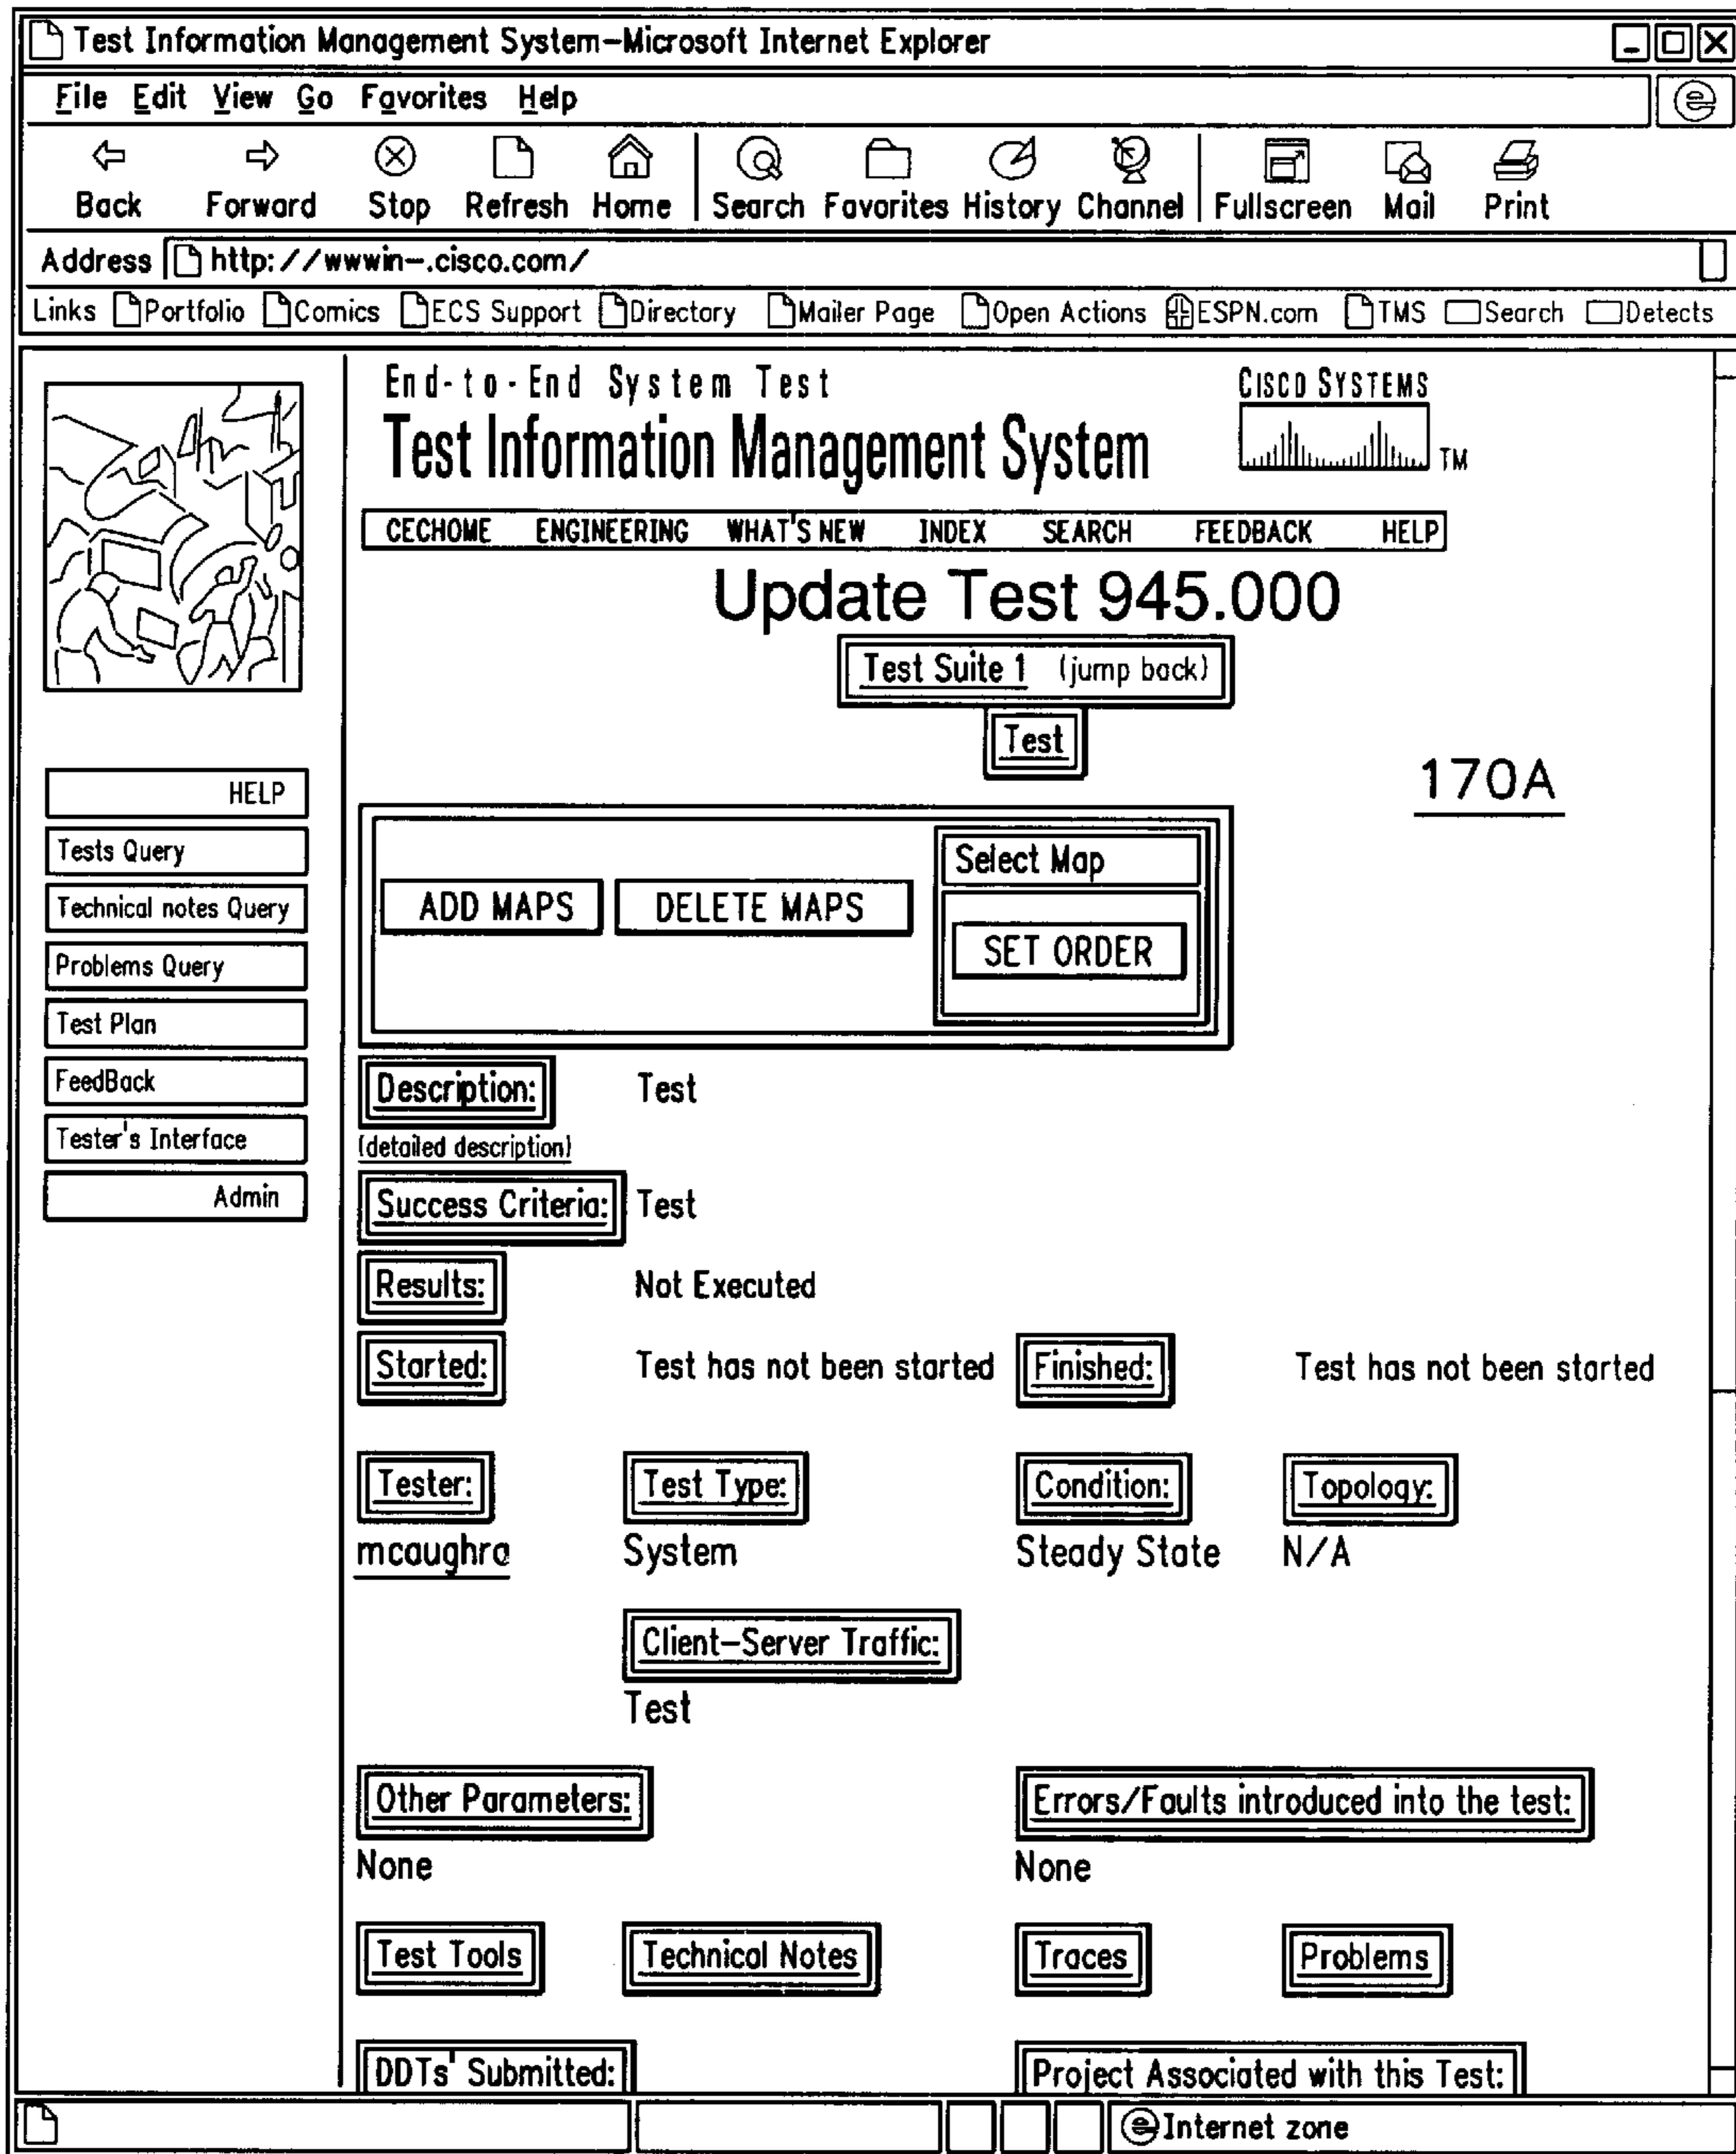 Test Information Management System-Microsoft Internet Explorer
File Edit View Go Favorites Help
Back Forward Stop Refresh Home Search Favorites History Channel Fullscreen Mail Print
Address http://wwwin-.cisco.com/
Links Portfolio Comics ECS Support Directory Mailer Page Open Actions ESPN.com TMS Search Detects
End-to-End System Test
CISCO SYSTEMS
Test Information Management System
TM
CECHOME ENGINEERING WHAT'S NEW INDEX SEARCH FEEDBACK HELP
Update Test 945.000
Test Suite 1 (jump back)
Test
170A
HELP
Tests Query
Technical notes Query
Problems Query
Test Plan
FeedBack
Tester's Interface
Admin
Select Map
ADD MAPS DELETE MAPS
SET ORDER
Description: Test
(detailed description)
Success Criteria: Test
Results: Not Executed
Started: Test has not been started Finished: Test has not been started
Tester: Test Type: Condition: Topology:
mcaughra System Steady State N/A
Client-Server Traffic:
Test
Other Parameters: Errors/Faults introduced into the test:
None None
Test Tools Technical Notes Traces Problems
DDTs' Submitted: Project Associated with this Test:
Internet zone